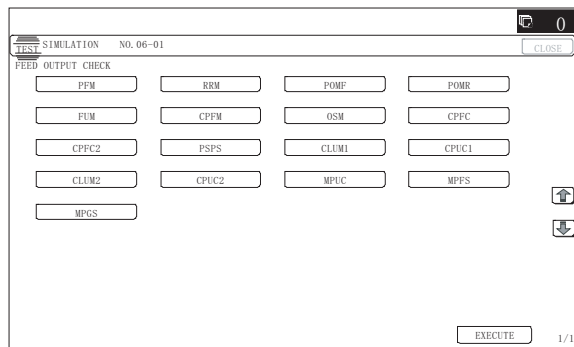 0
TEST SIMULATION NO. 06-01 CLOSE
FEED OUTPUT CHECK
PFM RRM POMF POMR
FUM CPFM OSM CPFC
CPFC2 PSPS CLUM1 CPUC1
CLUM2 CPUC2 MPUC MPFS
MPGS
EXECUTE 1/1